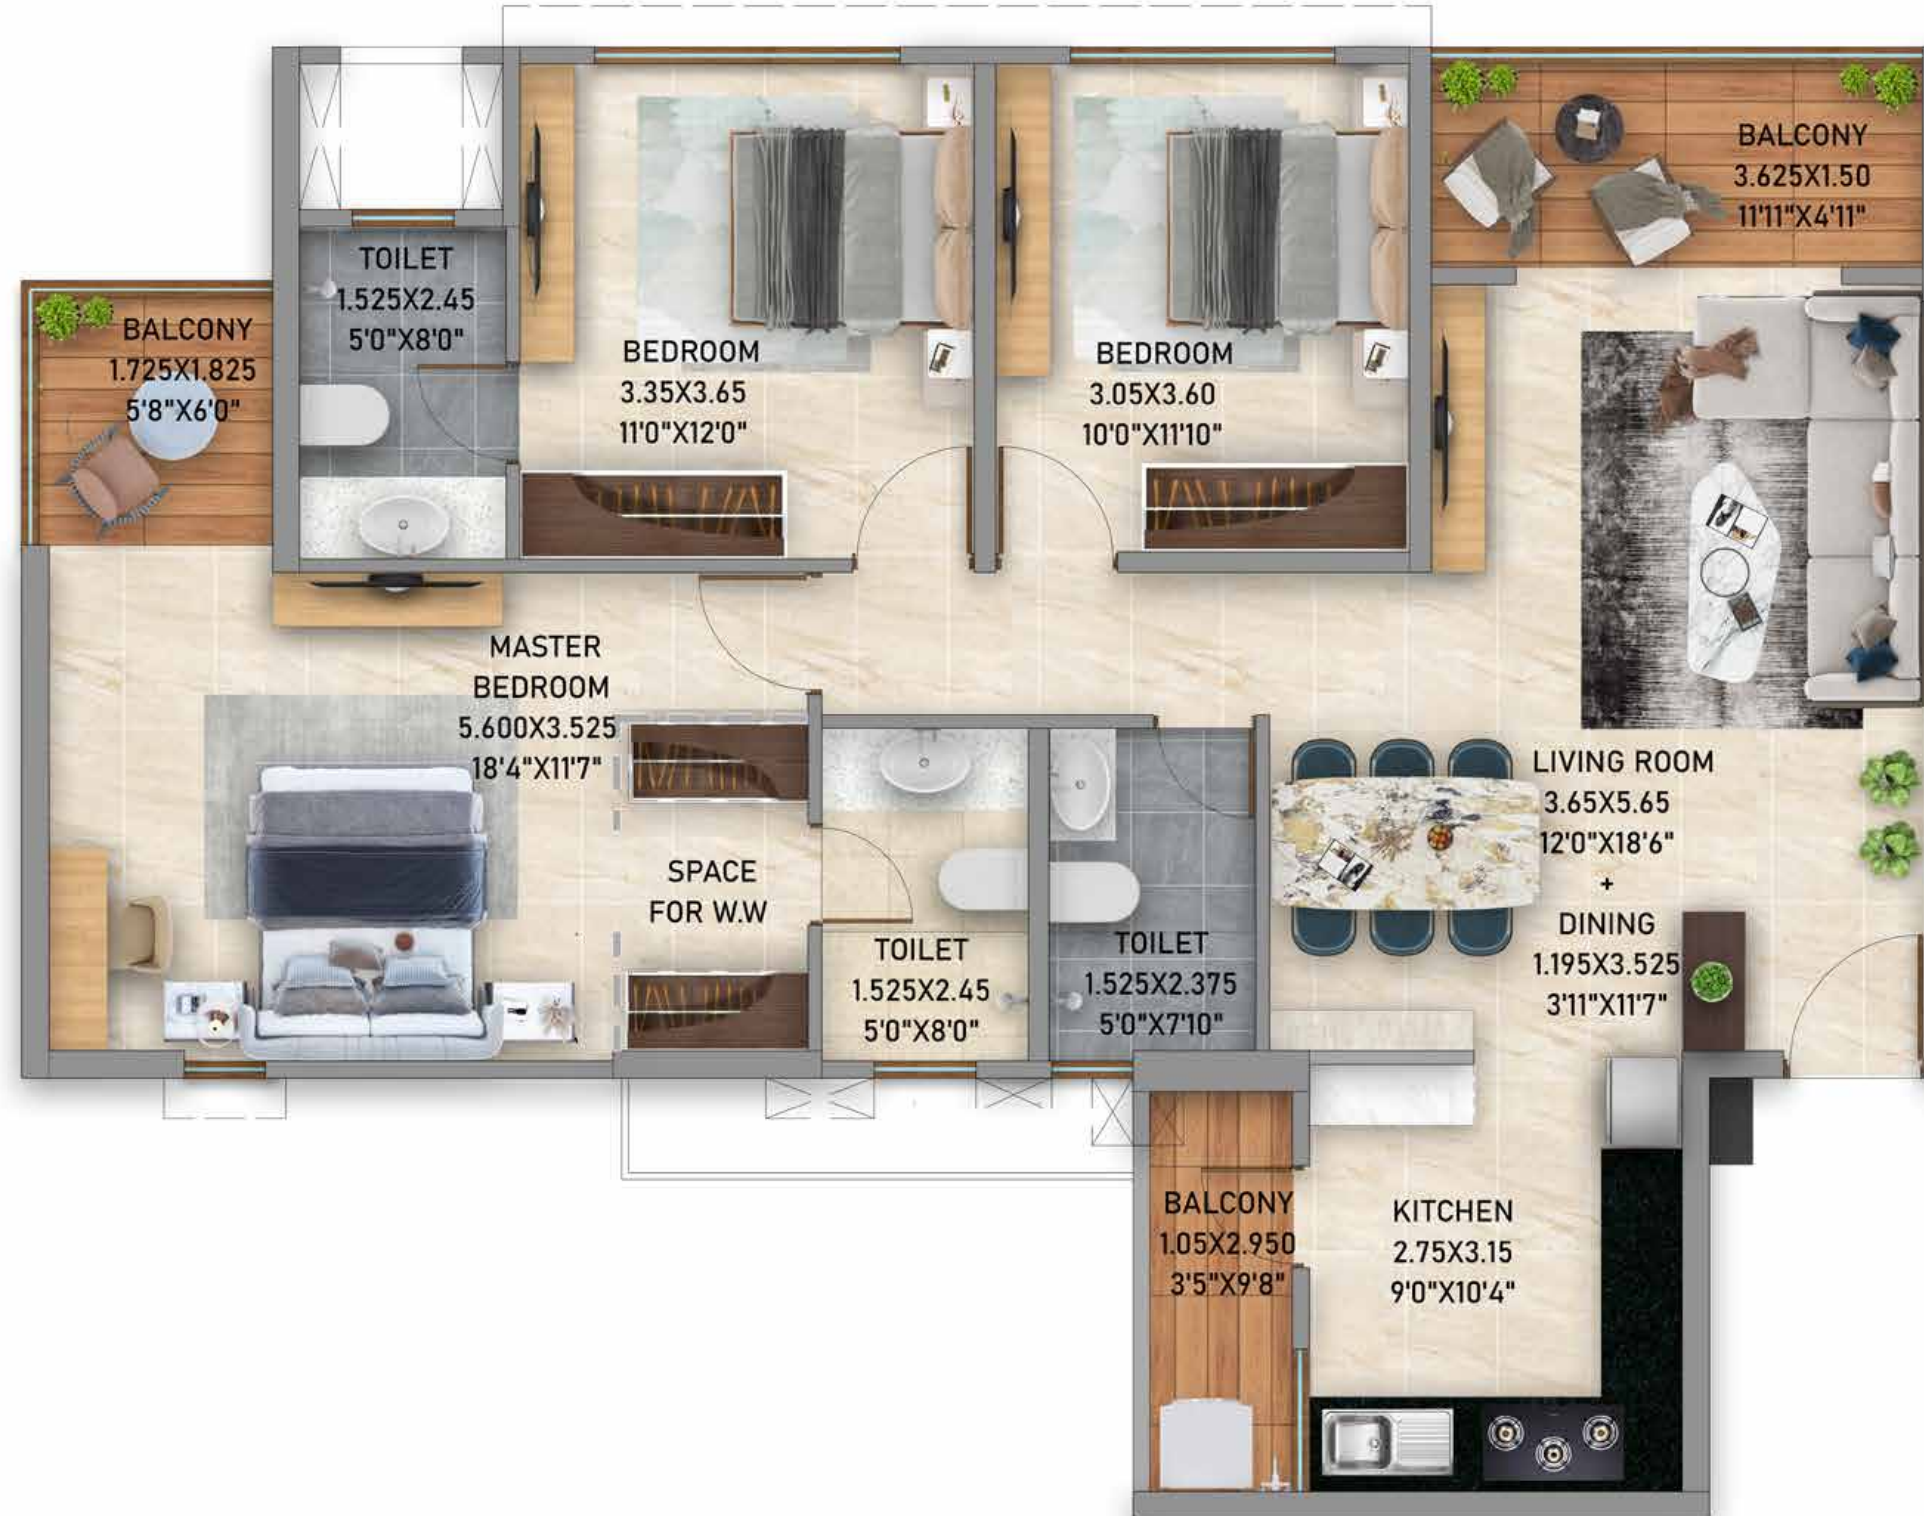 BALCONY
3.625X1.50
11'11"X4'11"
TOILET
1.525X2.45
5'0"X8'0"
BALCONY
1.725X1.825
5'8"X6'0"
BEDROOM
3.35X3.65
11'0"X12'0"
BEDROOM
3.05X3.60
10'0"X11'10"
MASTER
BEDROOM
5.600X3.525
18'4"X11'7"
SPACE
FOR W.W
TOILET
1.525X2.45
5'0"X8'0"
TOILET
1.525X2.375
5'0"X7'10"
LIVING ROOM
3.65X5.65
12'0"X18'6"
+
DINING
1.195X3.525
3'11"X11'7"
BALCONY
1.05X2.950
3'5"X9'8"
KITCHEN
2.75X3.15
9'0"X10'4"